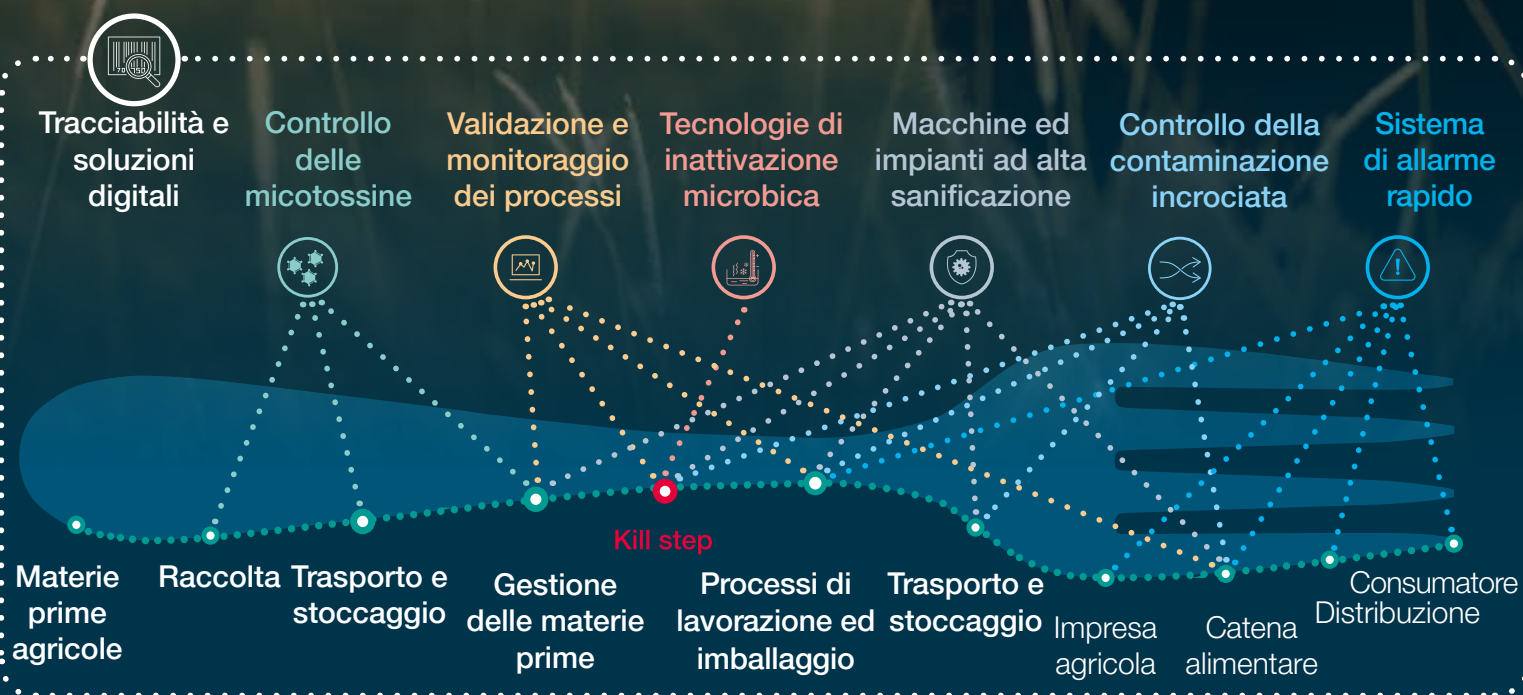 70 150
Tracciabilità e
soluzioni
digitali
Controllo
delle
micotossine
Validazione e
monitoraggio
dei processi
Tecnologie di
inattivazione
microbica
Macchine ed
impianti ad alta
sanificazione
Controllo della
contaminazione
incrociata
Sistema
di allarme
rapido
Kill step
Materie
prime
agricole
Raccolta
Trasporto e
stoccaggio
Gestione
delle materie
prime
Processi di
lavorazione ed
imballaggio
Trasporto e
stoccaggio
Impresa
agricola
Catena
alimentare
Distribuzione
Consumatore